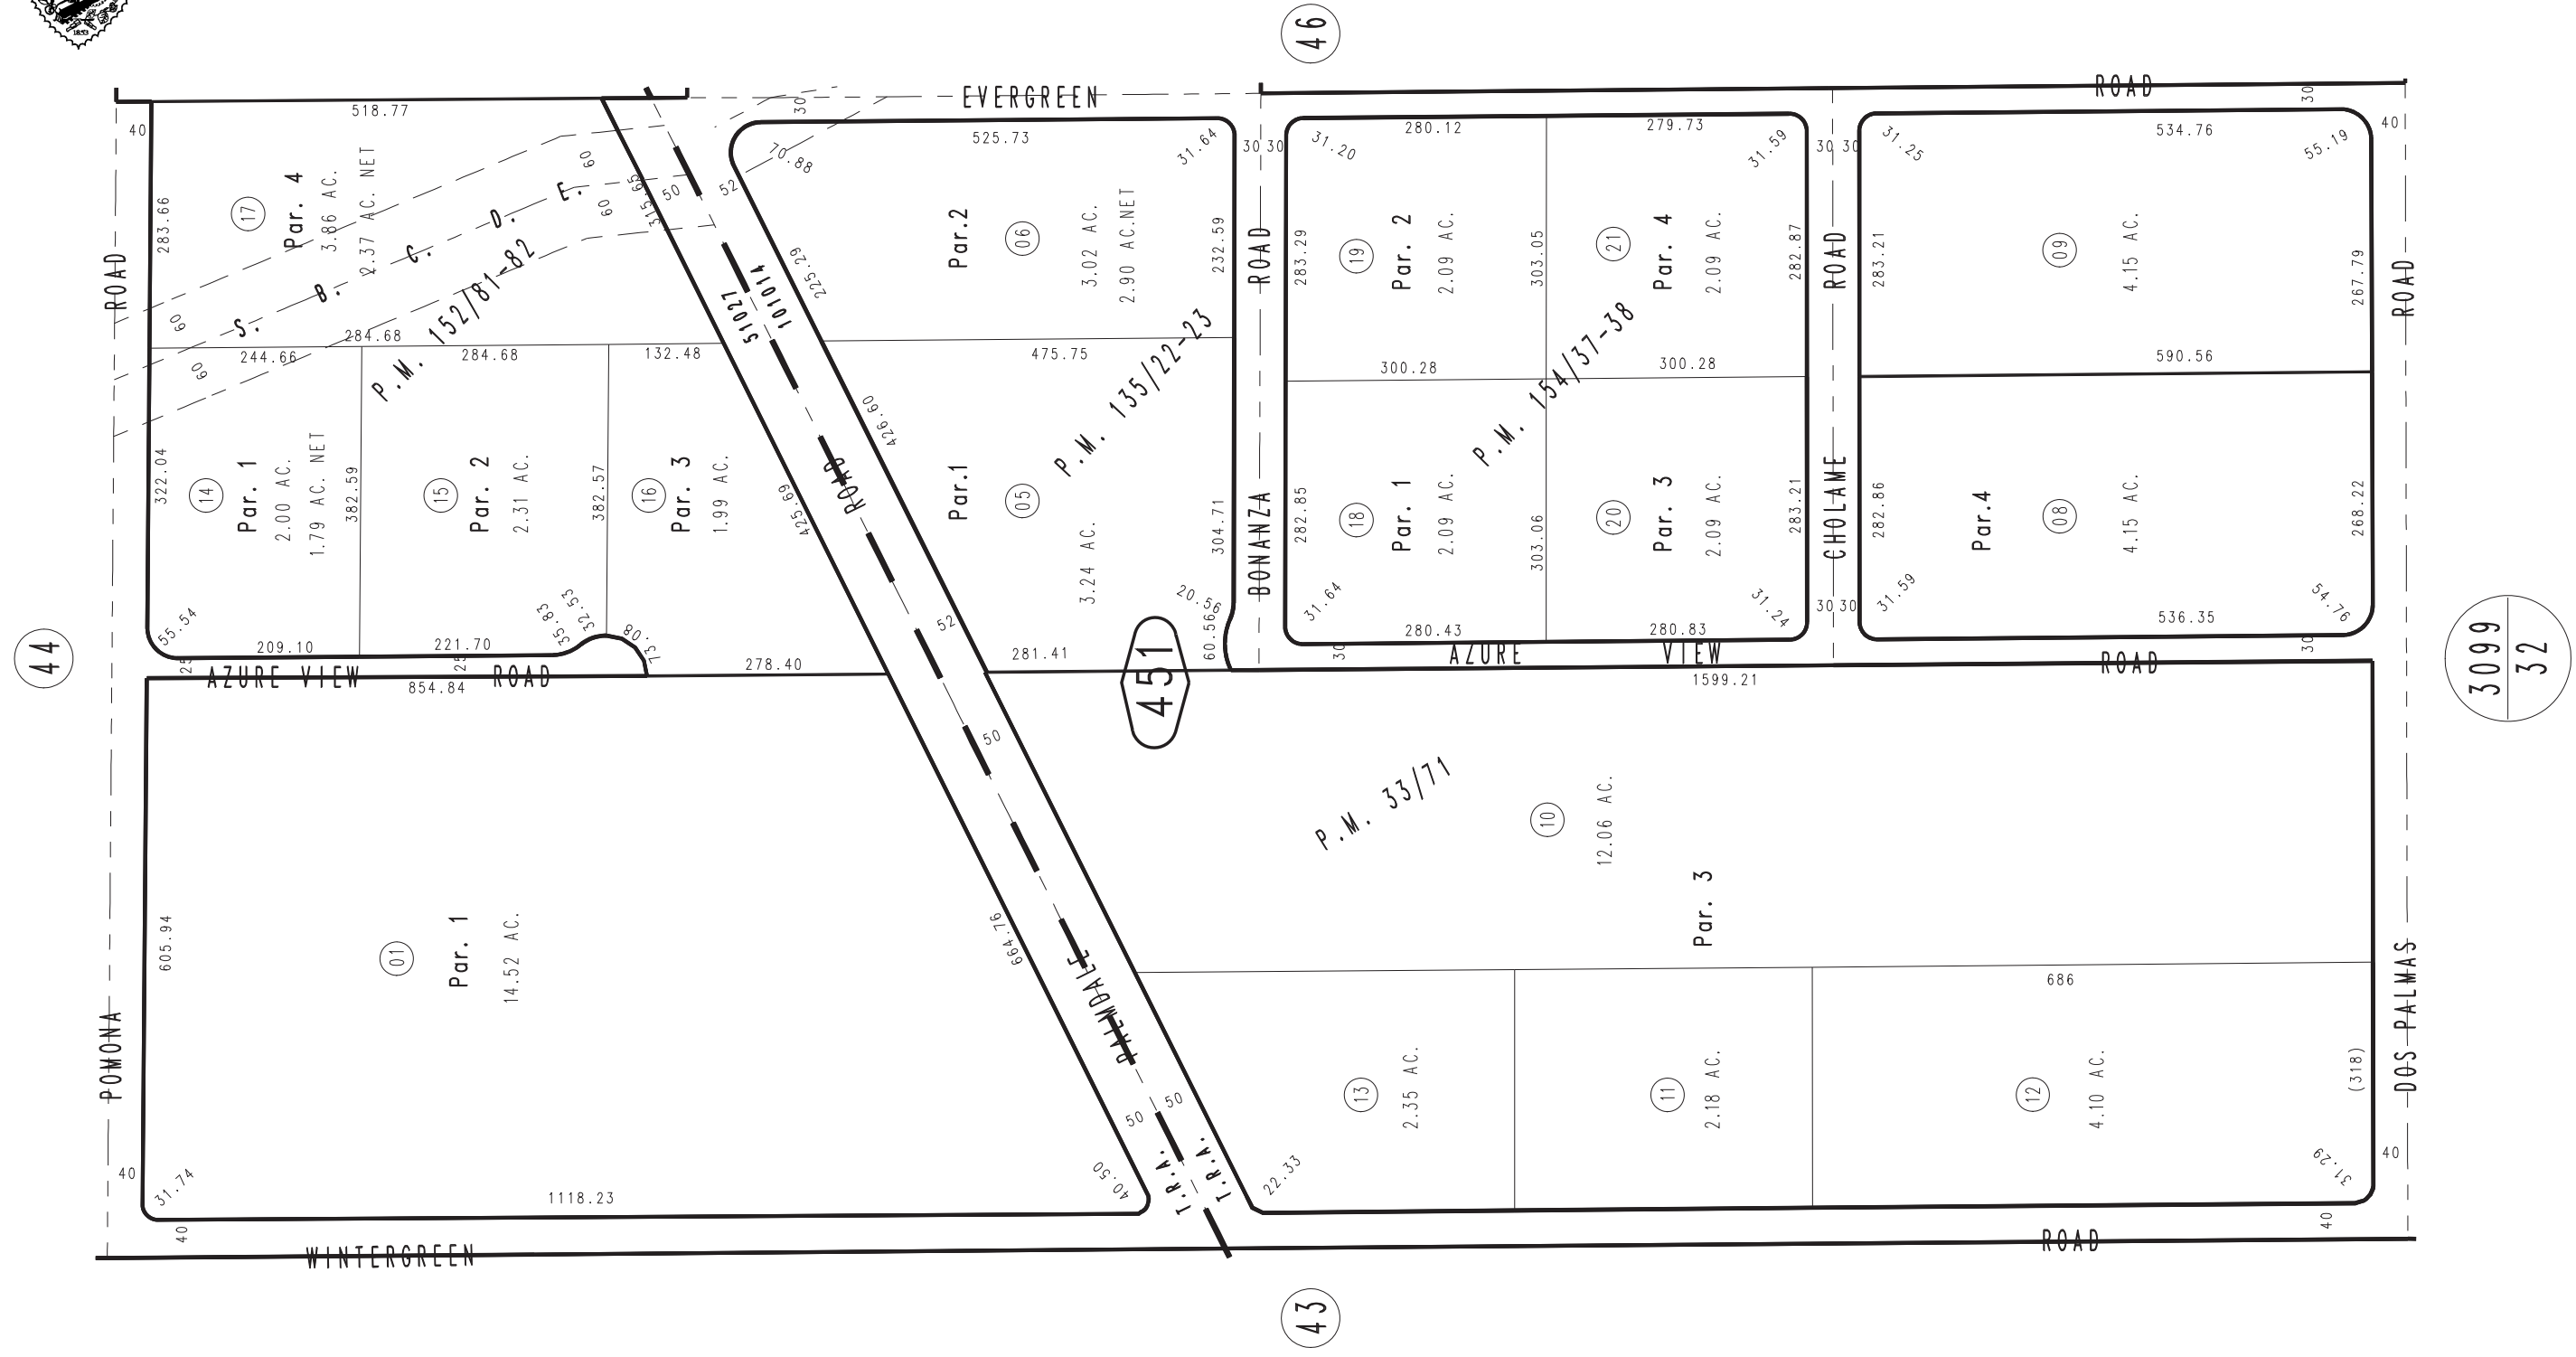 1853
46
EVERGREEN
ROAD
518.77
30
30
40
525.73
31.64
30 30
31.20
280.12
279.73
31.59
30 30
31.25
534.76
55.19
40
70.88
283.66
17
Par. 4
3.86 AC.
2.37 AC. NET
60
60
315.65
50
52
S. B. C. D. E.
60
60
P.M. 152/81-82
ROAD
225.29
51027
101014
Par.2
06
3.02 AC.
2.90 AC.NET
232.59
ROAD
283.29
19
Par. 2
2.09 AC.
303.05
21
Par. 4
2.09 AC.
282.87
ROAD
283.21
09
4.15 AC.
267.79
ROAD
284.68
244.66
284.68
132.48
475.75
P.M. 135/22-23
300.28
300.28
P.M. 154/37-38
590.56
322.04
14
Par. 1
2.00 AC.
1.79 AC. NET
382.59
15
Par. 2
2.31 AC.
382.57
16
Par. 3
1.99 AC.
425.69
ROAD
426.60
Par.1
05
3.24 AC.
304.71
BONANZA
282.85
18
Par. 1
2.09 AC.
303.06
20
Par. 3
2.09 AC.
283.21
CHOLAME
282.86
Par.4
08
4.15 AC.
268.22
55.54
209.10
221.70
35.83
32.53
73.08
278.40
52
281.41
20.56
60.56
31.64
280.43
280.83
31.24
30 30
31.59
536.35
54.76
44
25
25
AZURE VIEW ROAD
854.84
451
30
AZURE VIEW ROAD
1599.21
30
3099
32
50
P.M. 33/71
10
12.06 AC.
Par. 3
605.94
01
Par. 1
14.52 AC.
664.76
PALMDALE
686
POMONA
DOS PALMAS
13
2.35 AC.
11
2.18 AC.
12
4.10 AC.
(318)
50
50
T.R.A.
T.R.A.
40
31.74
1118.23
40.50
22.33
31.29
40
40
40
WINTERGREEN
ROAD
43